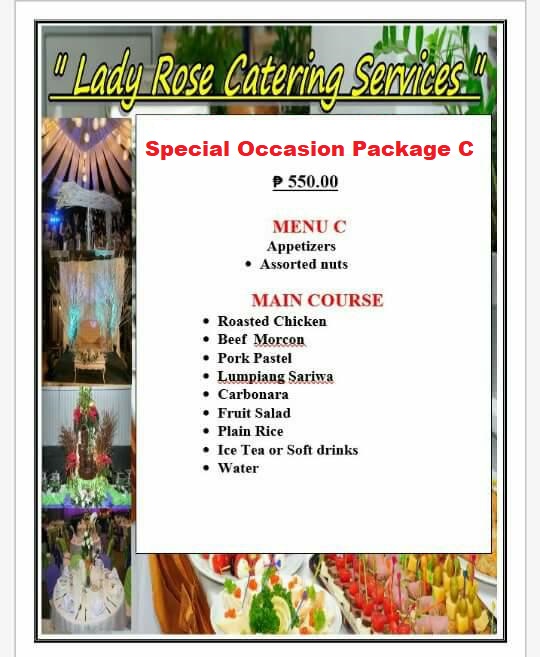 " Lady Rose Catering Services "
Special Occasion Package C
₱ 550.00
MENU C
Appetizers
• Assorted nuts
MAIN COURSE
• Roasted Chicken
• Beef Morcon
• Pork Pastel
• Lumpiang Sariwa
• Carbonara
• Fruit Salad
• Plain Rice
• Ice Tea or Soft drinks
• Water